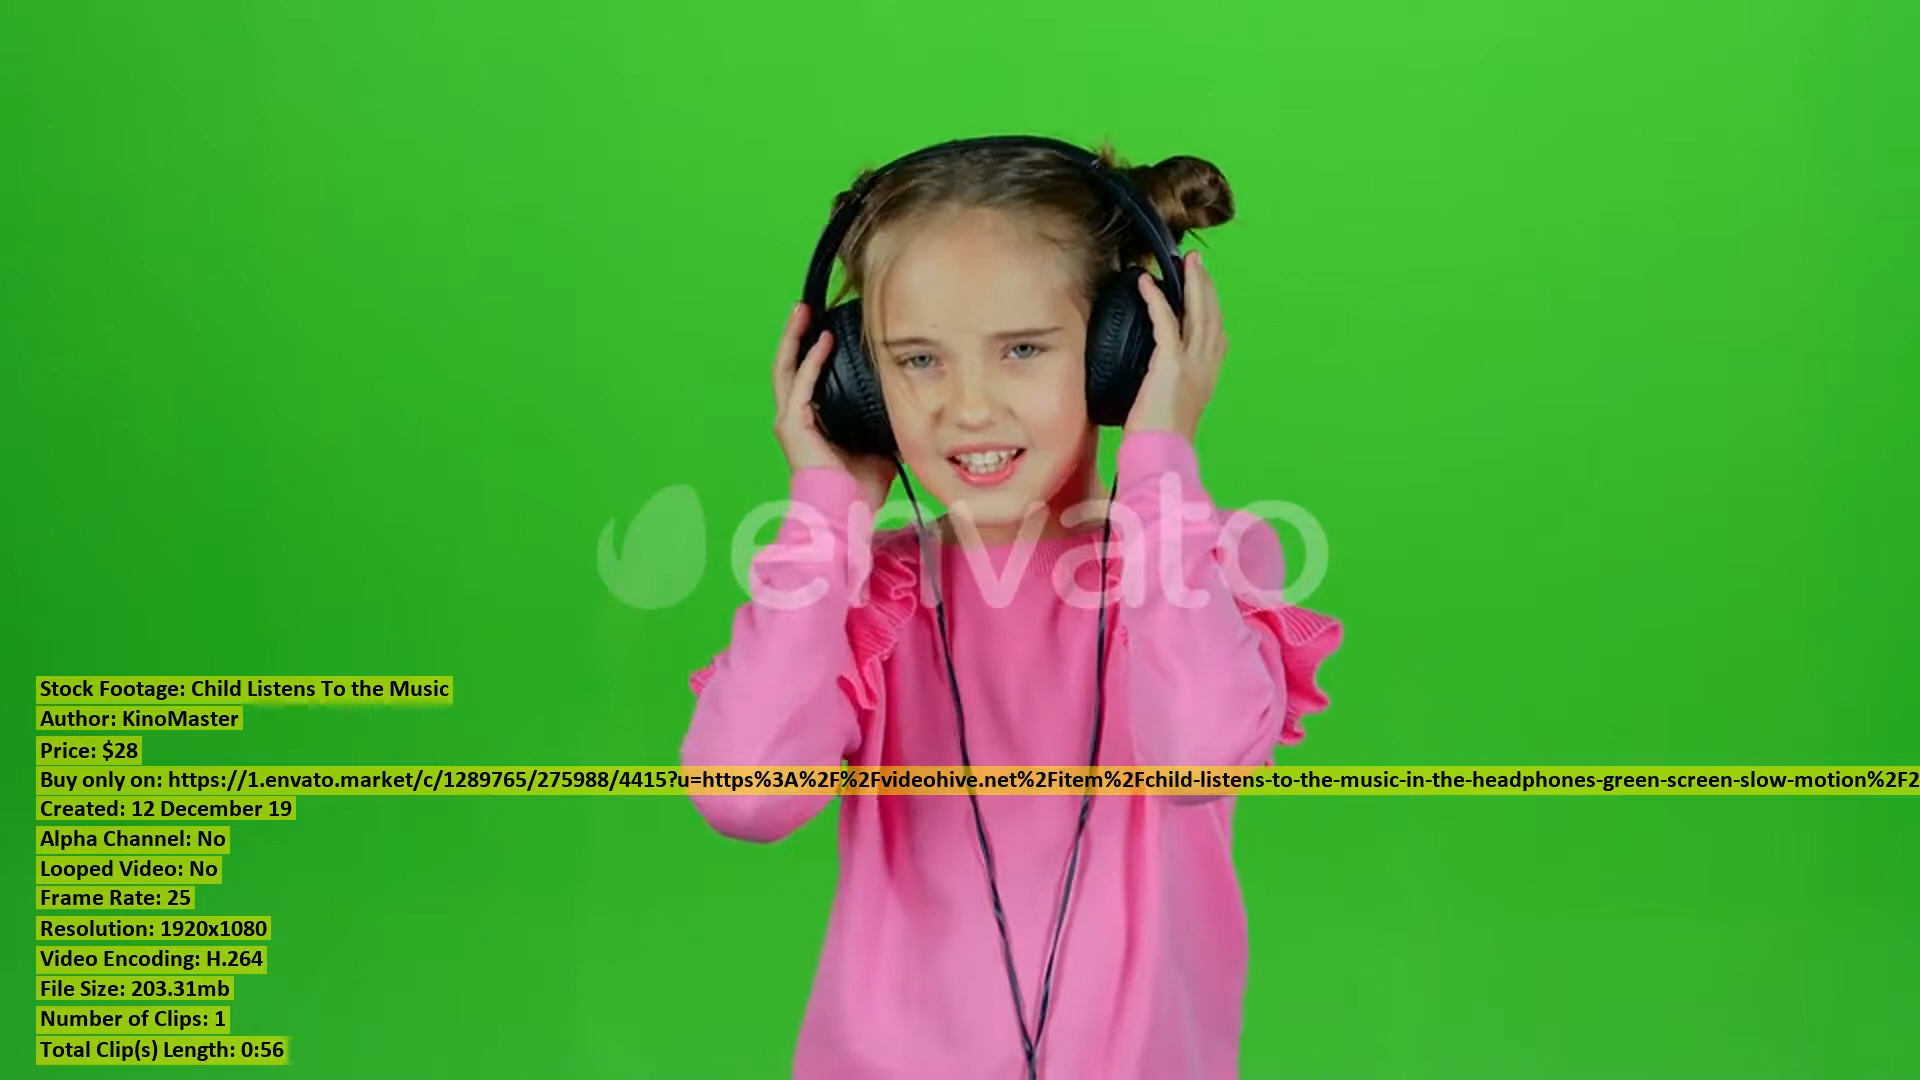 envato
Stock Footage: Child Listens To the Music
Author: KinoMaster
Price: $28
Buy only on: https://1.envato.market/c/1289765/275988/4415?u=https%3A%2F%2Fvideohive.net%2Fitem%2Fchild-listens-to-the-music-in-the-headphones-green-screen-slow-motion%2F2
Created: 12 December 19
Alpha Channel: No
Looped Video: No
Frame Rate: 25
Resolution: 1920x1080
Video Encoding: H.264
File Size: 203.31mb
Number of Clips: 1
Total Clip(s) Length: 0:56